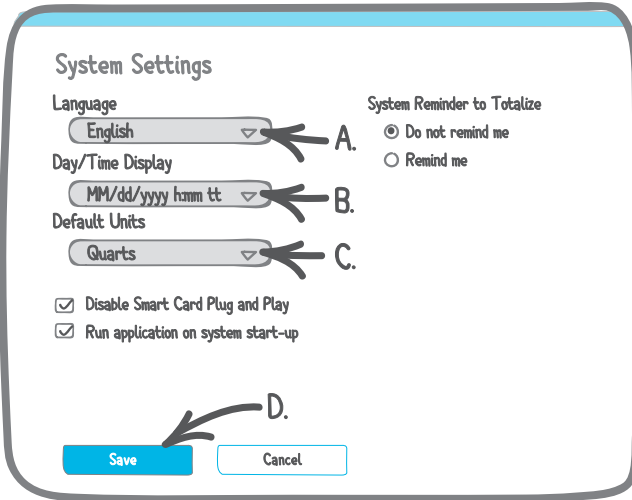 System Settings
Language
English
A.
Day/Time Display
MM/dd/yyyy h:mm tt
B.
Default Units
Quarts
C.
System Reminder to Totalize
Do not remind me
Remind me
Disable Smart Card Plug and Play
Run application on system start-up
D.
Save
Cancel